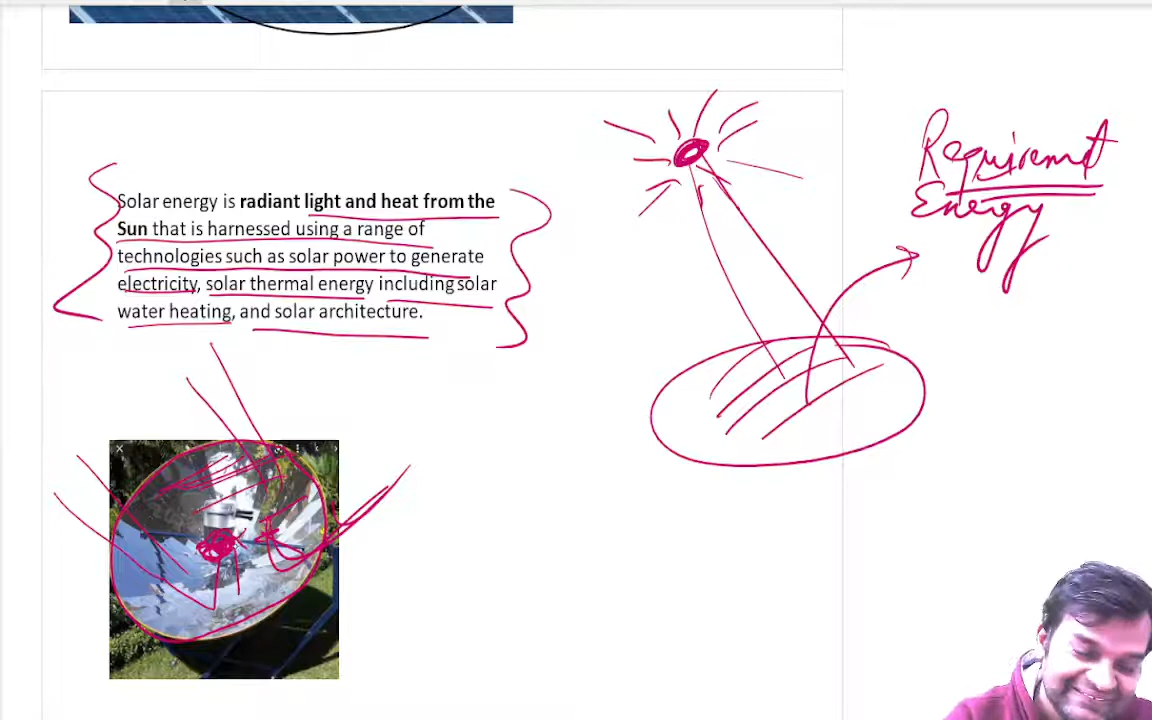 Solar energy is radiant light and heat from the
Sun that is harnessed using a range of
technologies such as solar power to generate
electricity, solar thermal energy including solar
water heating, and solar architecture.
Requiremt
Energy